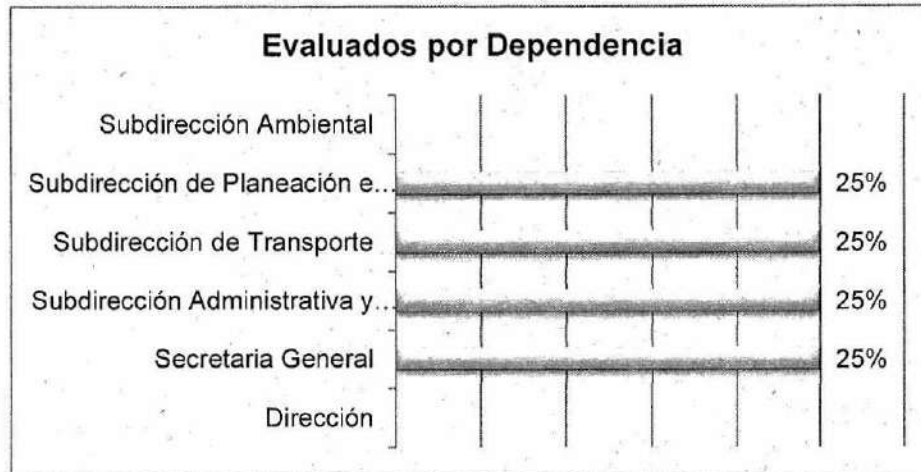 Evaluados por Dependencia
Subdirección Ambiental
Subdirección de Planeación e... 25%
Subdirección de Transporte 25%
Subdirección Administrativa y... 25%
Secretaria General 25%
Dirección